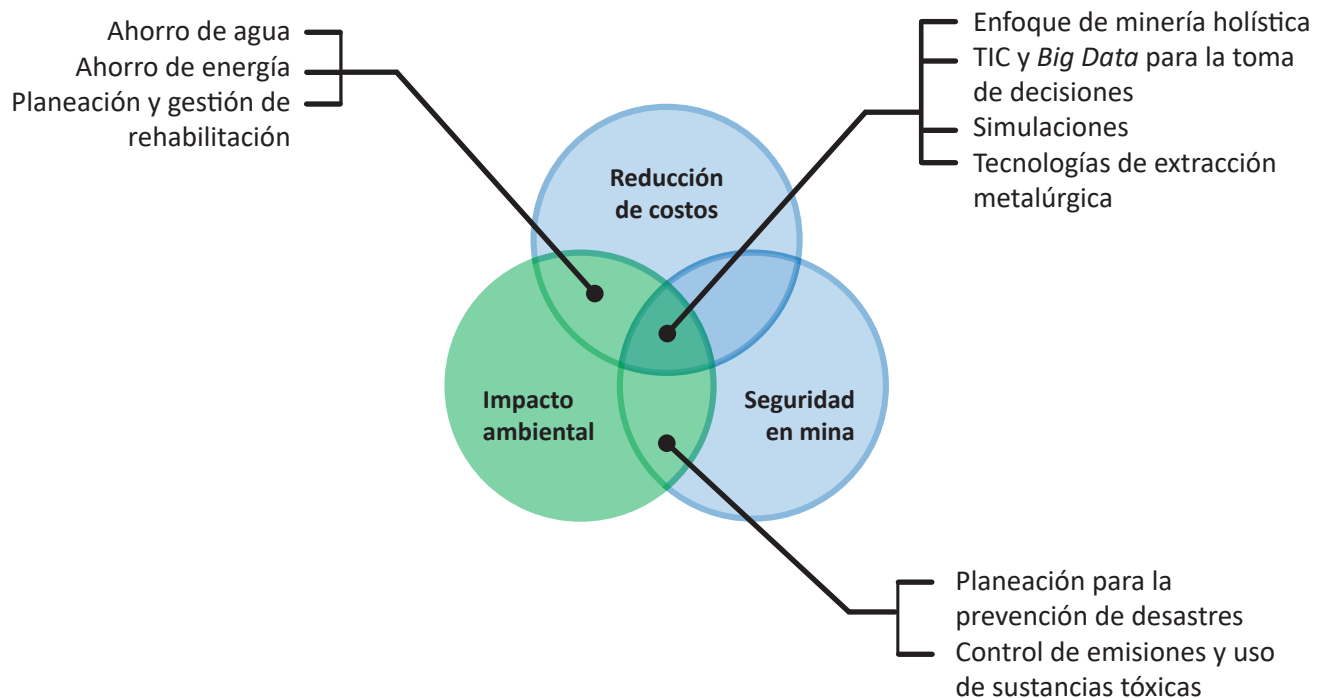 Ahorro de agua
Ahorro de energía
Planeación y gestión de
rehabilitación
Enfoque de minería holística
TIC y Big Data para la toma
de decisiones
Simulaciones
Tecnologías de extracción
metalúrgica
Reducción
de costos
Impacto
ambiental
Seguridad
en mina
Planeación para la
prevención de desastres
Control de emisiones y uso
de sustancias tóxicas